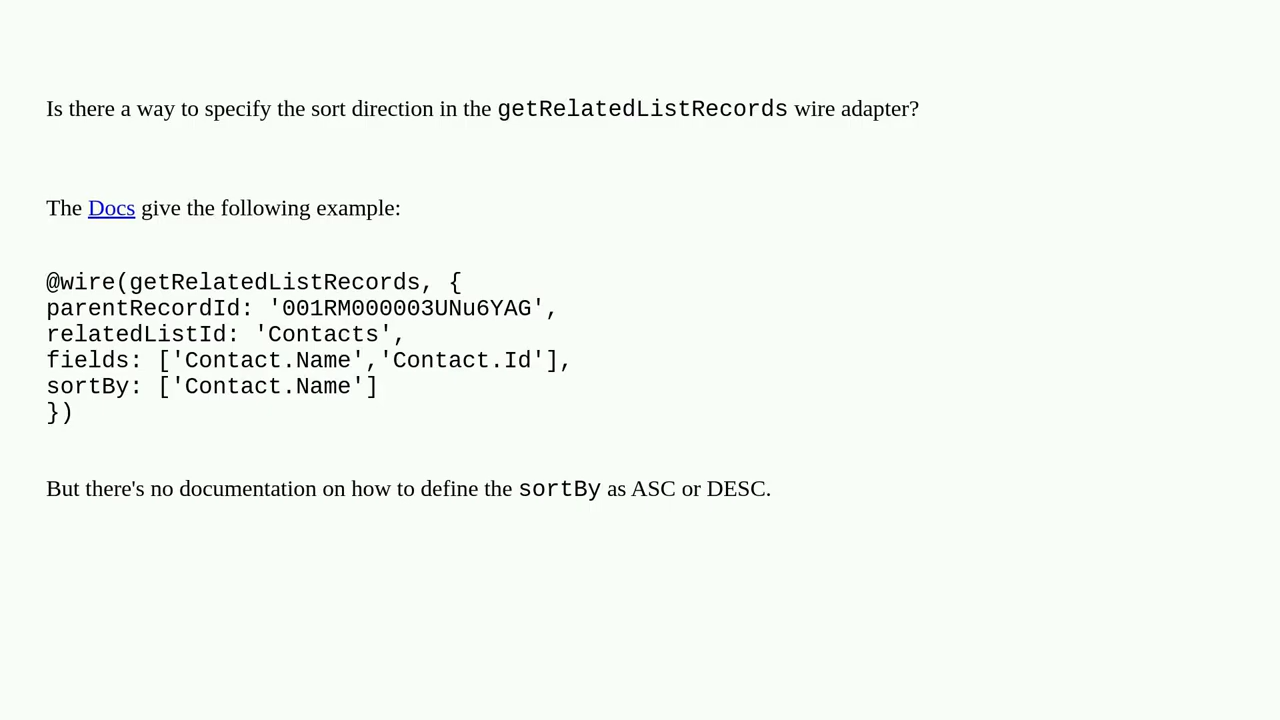 Is there a way to specify the sort direction in the getRelatedListRecords wire adapter?
The Docs give the following example:
@wire(getRelatedListRecords, {
parentRecordId: '001RM000003UNu6YAG',
relatedListId: 'Contacts',
fields: ['Contact.Name','Contact.Id'],
sortBy: ['Contact.Name']
})
But there's no documentation on how to define the sortBy as ASC or DESC.